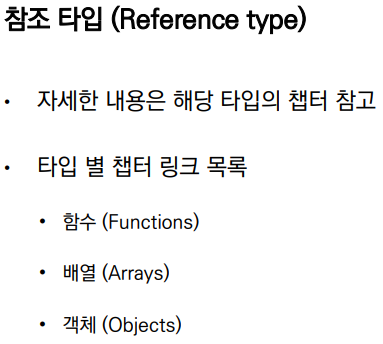 참조 타입 (Reference type)
• 자세한 내용은 해당 타입의 챕터 참고
• 타입 별 챕터 링크 목록
• 함수 (Functions)
• 배열 (Arrays)
• 객체 (Objects)